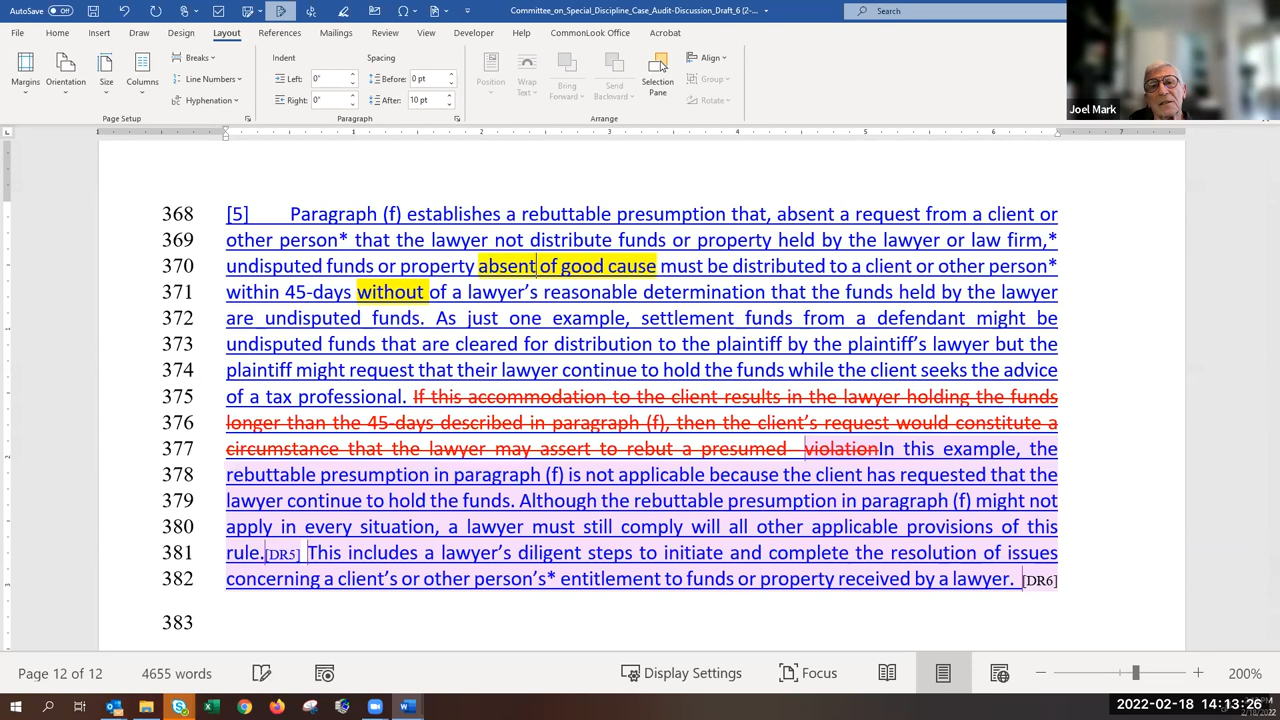 AutoSave Off
Committee_on_Special_Discipline_Case_Audit-Discussion_Draft_6 (2-...
Search
File Home Insert Draw Design Layout References Mailings Review View Developer Help CommonLook Office Acrobat
Margins
Orientation
Size
Columns
Breaks
Line Numbers
Hyphenation
Page Setup
Indent
Left: 0"
Right: 0"
Spacing
Before: 0 pt
After: 10 pt
Paragraph
Position
Wrap Text
Bring Forward
Send Backward
Selection Pane
Align
Group
Rotate
Arrange
Joel Mark
1 1 2 3 4 5 6 7
368 [5] Paragraph (f) establishes a rebuttable presumption that, absent a request from a client or
369 other person* that the lawyer not distribute funds or property held by the lawyer or law firm,*
370 undisputed funds or property absent of good cause must be distributed to a client or other person*
371 within 45-days without of a lawyer's reasonable determination that the funds held by the lawyer
372 are undisputed funds. As just one example, settlement funds from a defendant might be
373 undisputed funds that are cleared for distribution to the plaintiff by the plaintiff's lawyer but the
374 plaintiff might request that their lawyer continue to hold the funds while the client seeks the advice
375 of a tax professional. If this accommodation to the client results in the lawyer holding the funds
376 longer than the 45-days described in paragraph (f), then the client's request would constitute a
377 circumstance that the lawyer may assert to rebut a presumed violationIn this example, the
378 rebuttable presumption in paragraph (f) is not applicable because the client has requested that the
379 lawyer continue to hold the funds. Although the rebuttable presumption in paragraph (f) might not
380 apply in every situation, a lawyer must still comply will all other applicable provisions of this
381 rule.[DR5] This includes a lawyer's diligent steps to initiate and complete the resolution of issues
382 concerning a client's or other person's* entitlement to funds or property received by a lawyer. [DR6]
383
Page 12 of 12 4655 words Display Settings Focus 200%
2022-02-18 14:13:26